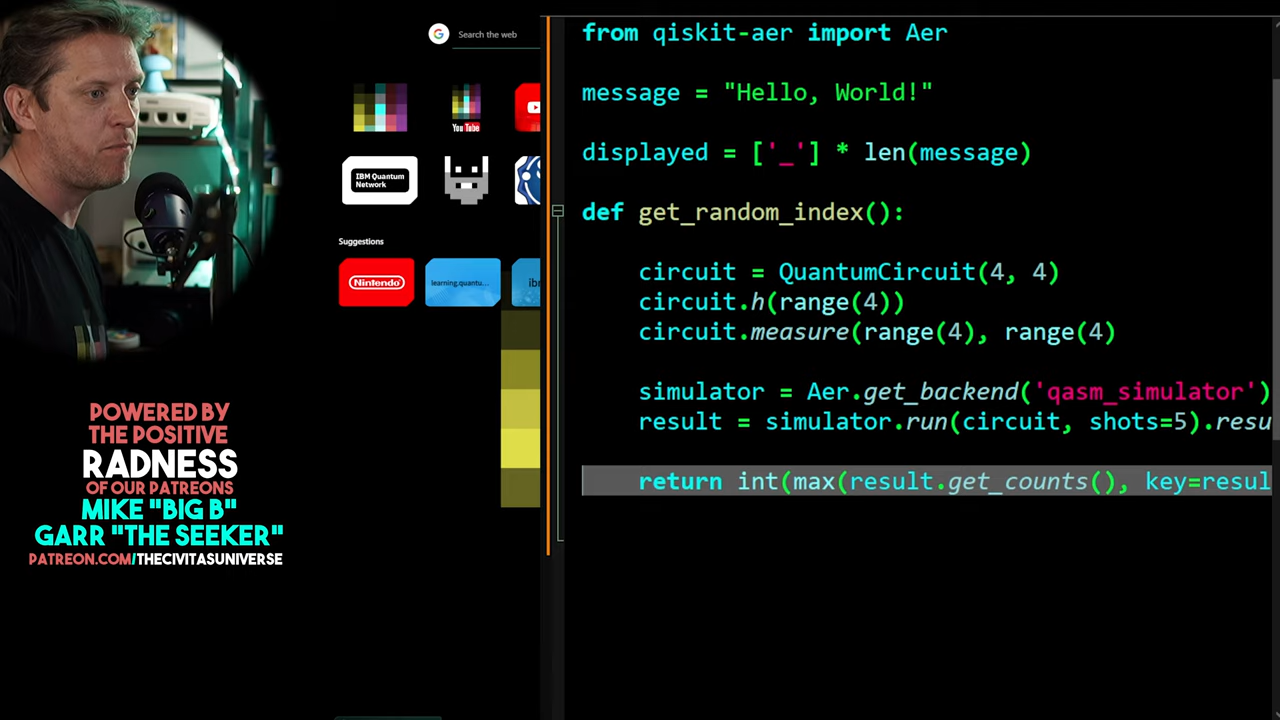 POWERED BY
THE POSITIVE
RADNESS
OF OUR PATREONS
MIKE "BIG B"
GARR "THE SEEKER"
PATREON.COM/THECIVITASUNIVERSE
Search the web
You Tube
IBM Quantum
Network
Suggestions
Nintendo
learning.quantu...
ib
from qiskit-aer import Aer
message = "Hello, World!"
displayed = ['_'] * len(message)
def get_random_index():
circuit = QuantumCircuit(4, 4)
circuit.h(range(4))
circuit.measure(range(4), range(4)
simulator = Aer.get_backend('qasm_simulator')
result = simulator.run(circuit, shots=5).resu
return int(max(result.get_counts(), key=resul